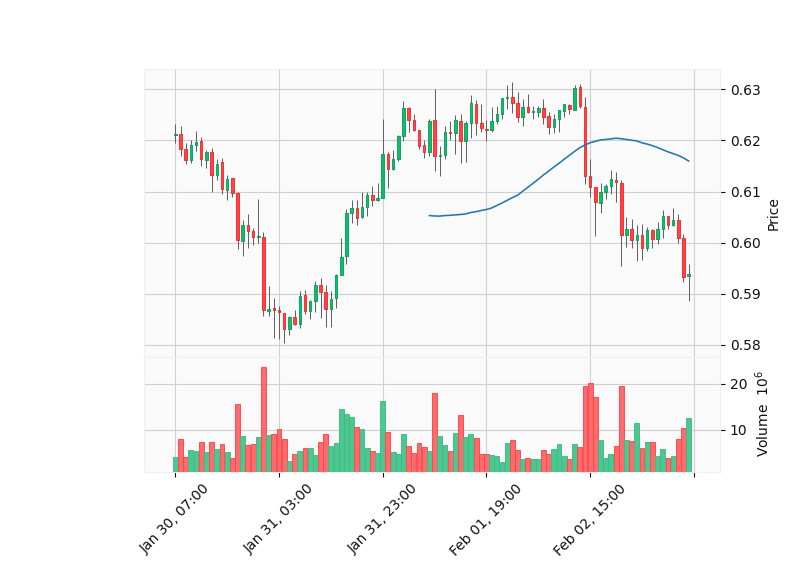 0.63
0.62
0.61
0.60
0.59
0.58
Price
20
10
Volume 10^6
Jan 30, 07:00
Jan 31, 03:00
Jan 31, 23:00
Feb 01, 19:00
Feb 02, 15:00